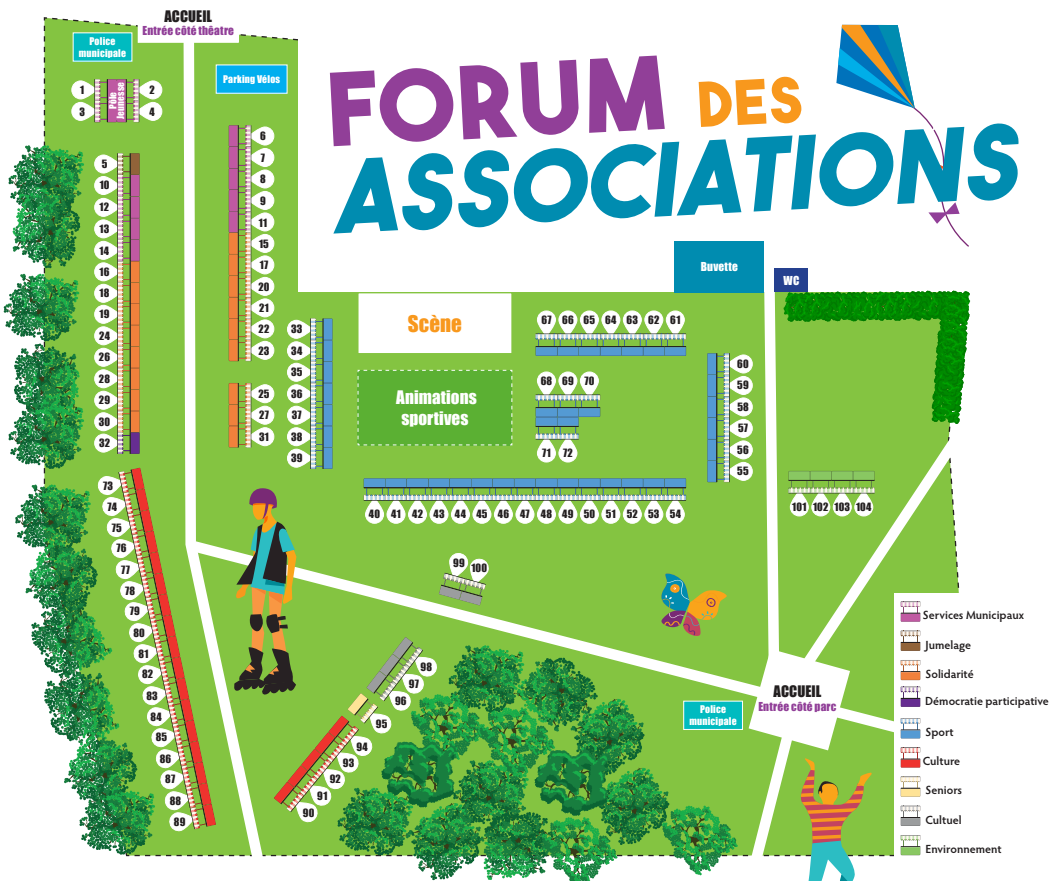 ACCUEIL
Entrée côté théatre
Police
municipale
Parking Vélos
FORUM DES
ASSOCIATIONS
Pôle
Jeunesse
1
2
3
4
5
10
12
13
14
16
18
19
24
26
28
29
30
32
6
7
8
9
11
15
17
20
21
22
23
25
27
31
33
34
35
36
37
38
39
Scène
Animations
sportives
Buvette
WC
67 66 65 64 63 62 61
68 69 70
71 72
60
59
58
57
56
55
40 41 42 43 44 45 46 47 48 49 50 51 52 53 54
101 102 103 104
99 100
73
74
75
76
77
78
79
80
81
82
83
84
85
86
87
88
89
98
97
96
95
94
93
92
91
90
Police
municipale
ACCUEIL
Entrée côté parc
Services Municipaux
Jumelage
Solidarité
Démocratie participative
Sport
Culture
Seniors
Cultuel
Environnement